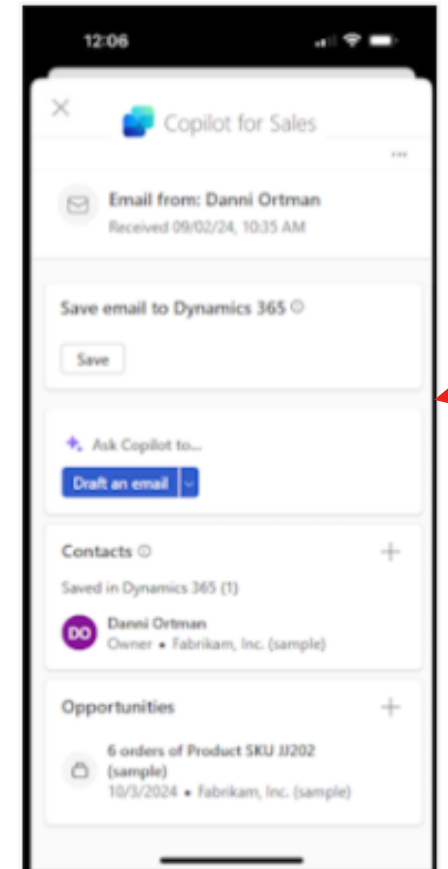 12:06
Copilot for Sales
...
Email from: Danni Ortman
Received 09/02/24, 10:35 AM
Save email to Dynamics 365
Save
Ask Copilot to...
Draft an email
Contacts
Saved in Dynamics 365 (1)
DO
Danni Ortman
Owner • Fabrikam, Inc. (sample)
Opportunities
6 orders of Product SKU JJ202
(sample)
10/3/2024 • Fabrikam, Inc. (sample)